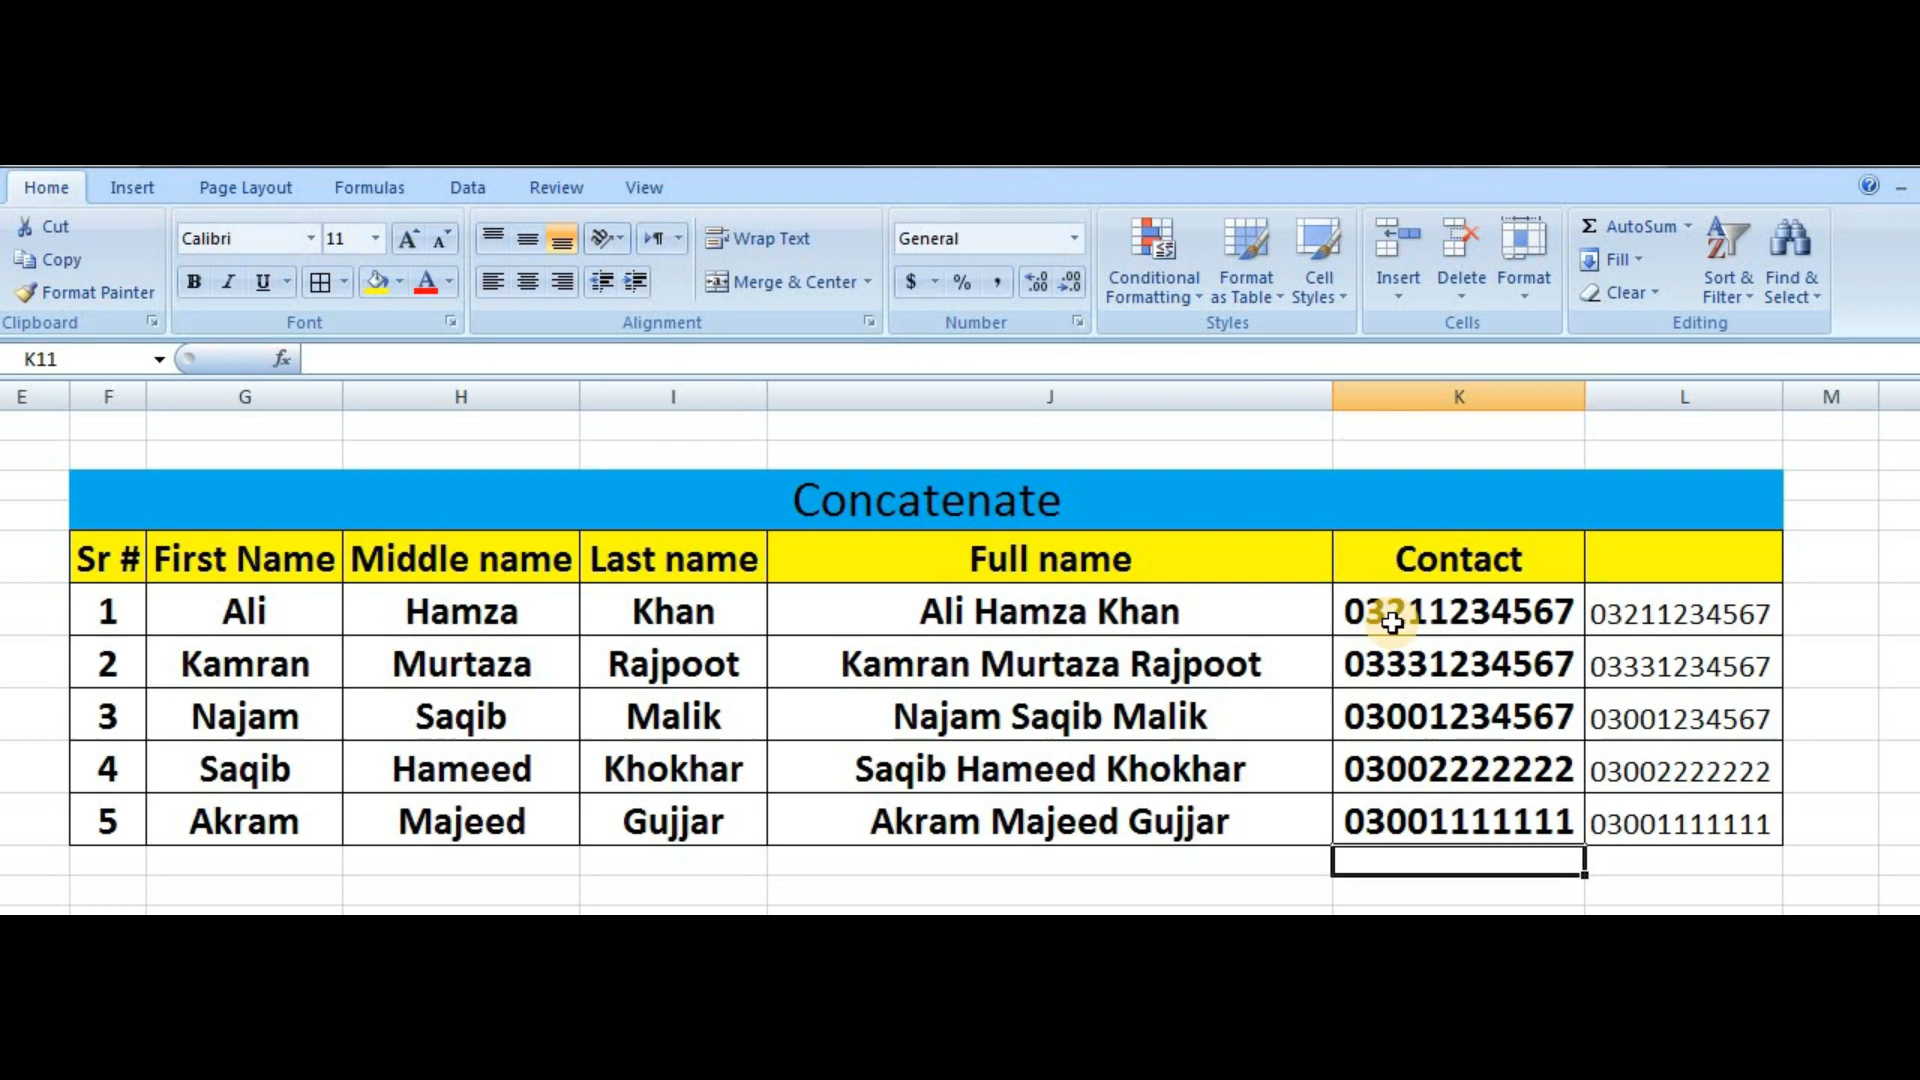 Home Insert Page Layout Formulas Data Review View
Cut
Copy
Format Painter
Clipboard
Calibri 11
B I U
Font
Wrap Text
Merge & Center
Alignment
General
$ % ,
Number
Conditional Formatting
Format as Table
Cell Styles
Styles
Insert Delete Format
Cells
Σ AutoSum
Fill
Clear
Sort & Filter
Find & Select
Editing
K11 fx
E F G H I J K L M
Concatenate
Sr # First Name Middle name Last name Full name Contact
1 Ali Hamza Khan Ali Hamza Khan 03211234567 03211234567
2 Kamran Murtaza Rajpoot Kamran Murtaza Rajpoot 03331234567 03331234567
3 Najam Saqib Malik Najam Saqib Malik 03001234567 03001234567
4 Saqib Hameed Khokhar Saqib Hameed Khokhar 03002222222 03002222222
5 Akram Majeed Gujjar Akram Majeed Gujjar 03001111111 03001111111